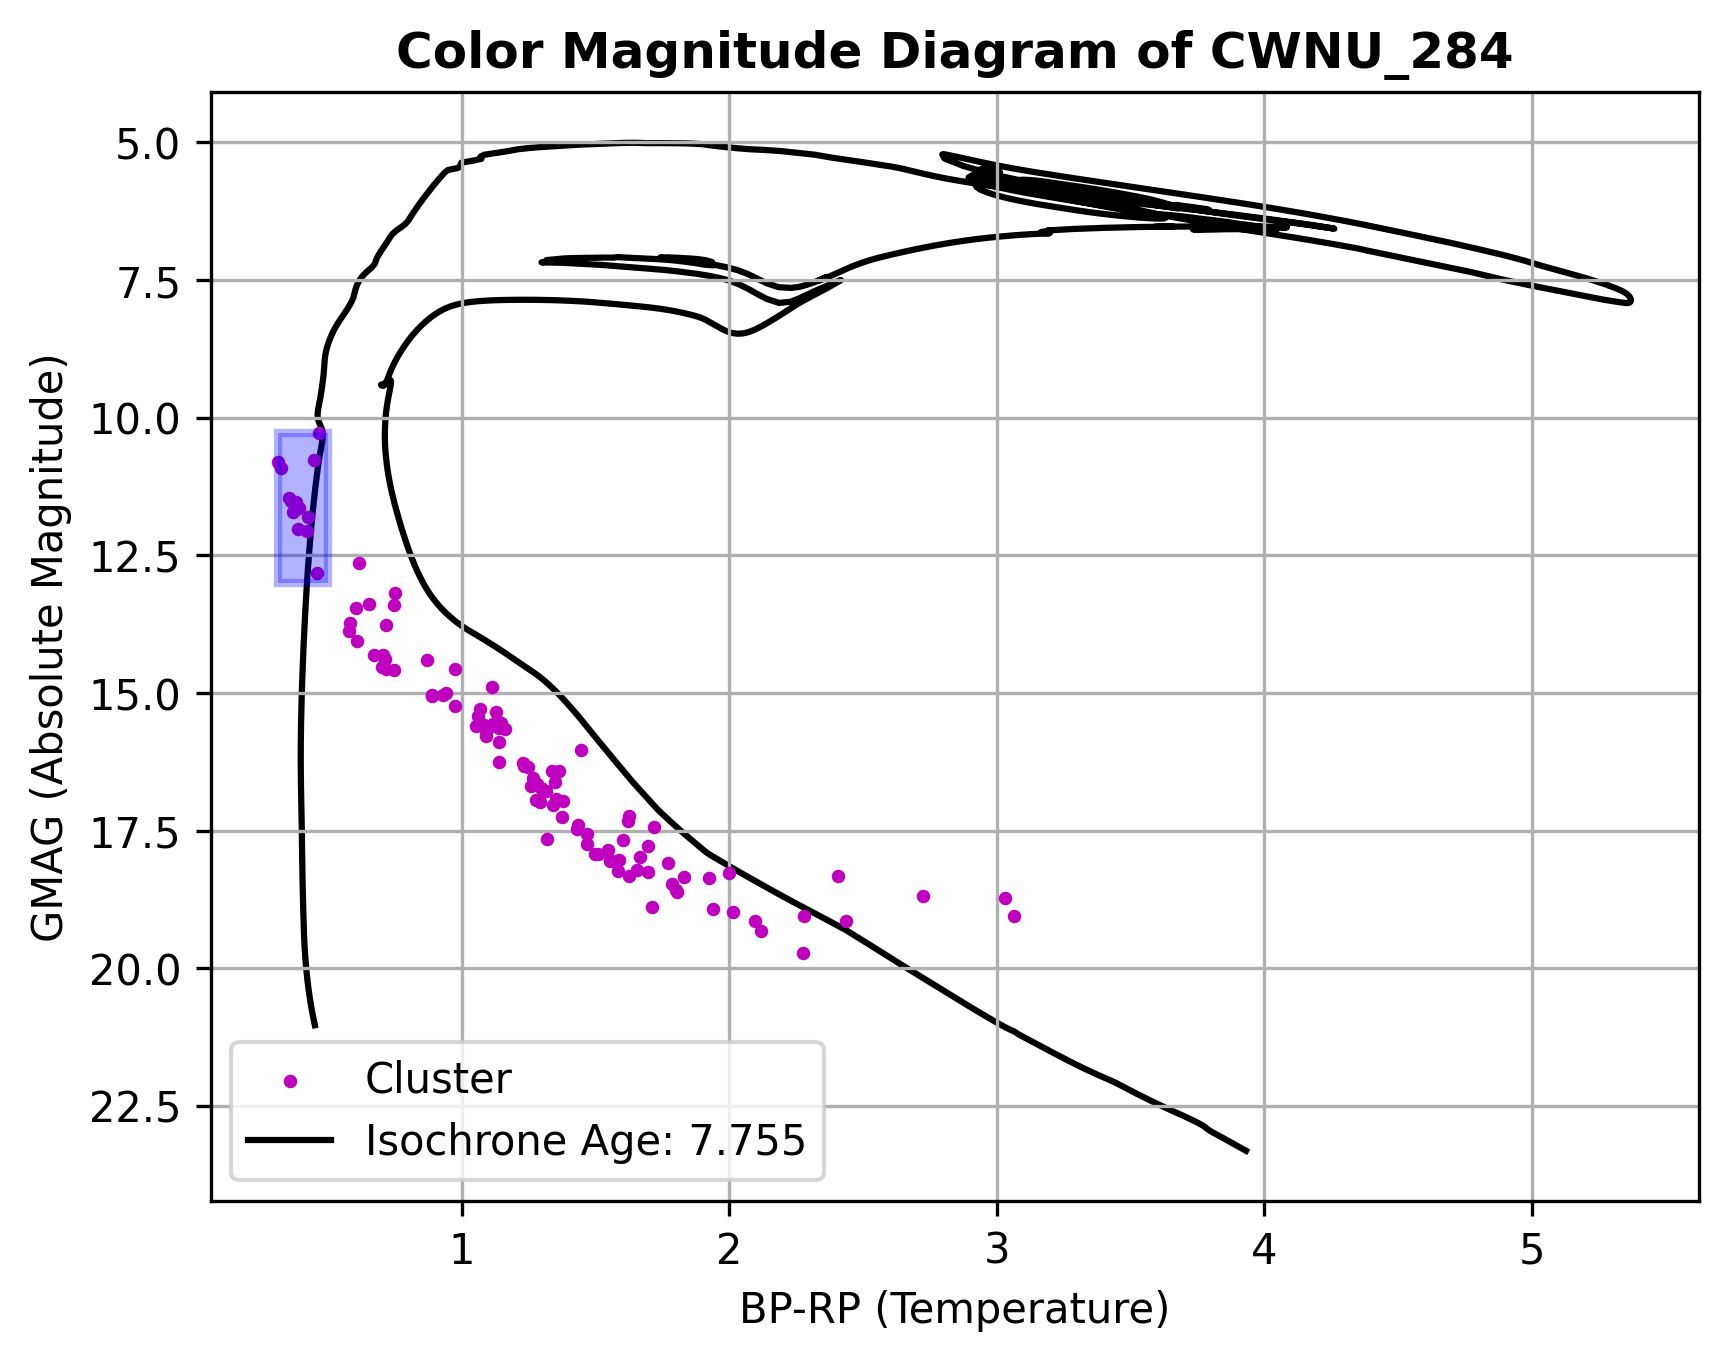 Color Magnitude Diagram of CWNU_284
GMAG (Absolute Magnitude)
5.0
7.5
10.0
12.5
15.0
17.5
20.0
22.5
Cluster
Isochrone Age: 7.755
1 2 3 4 5
BP-RP (Temperature)